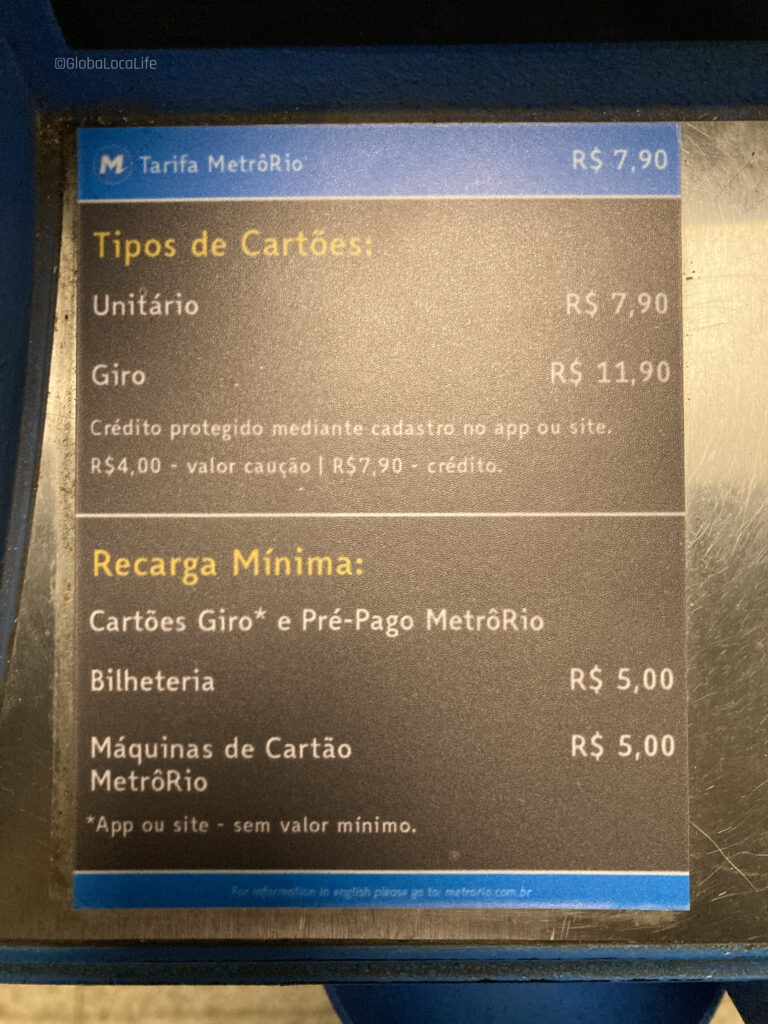 ©GlobaLocaLife
M Tarifa MetrôRio R$ 7,90
Tipos de Cartões:
Unitário R$ 7,90
Giro R$ 11,90
Crédito protegido mediante cadastro no app ou site.
R$4,00 - valor caução | R$7,90 - crédito.
Recarga Mínima:
Cartões Giro* e Pré-Pago MetrôRio
Bilheteria R$ 5,00
Máquinas de Cartão R$ 5,00
MetrôRio
*App ou site - sem valor mínimo.
For information in english please go to: metrorio.com.br